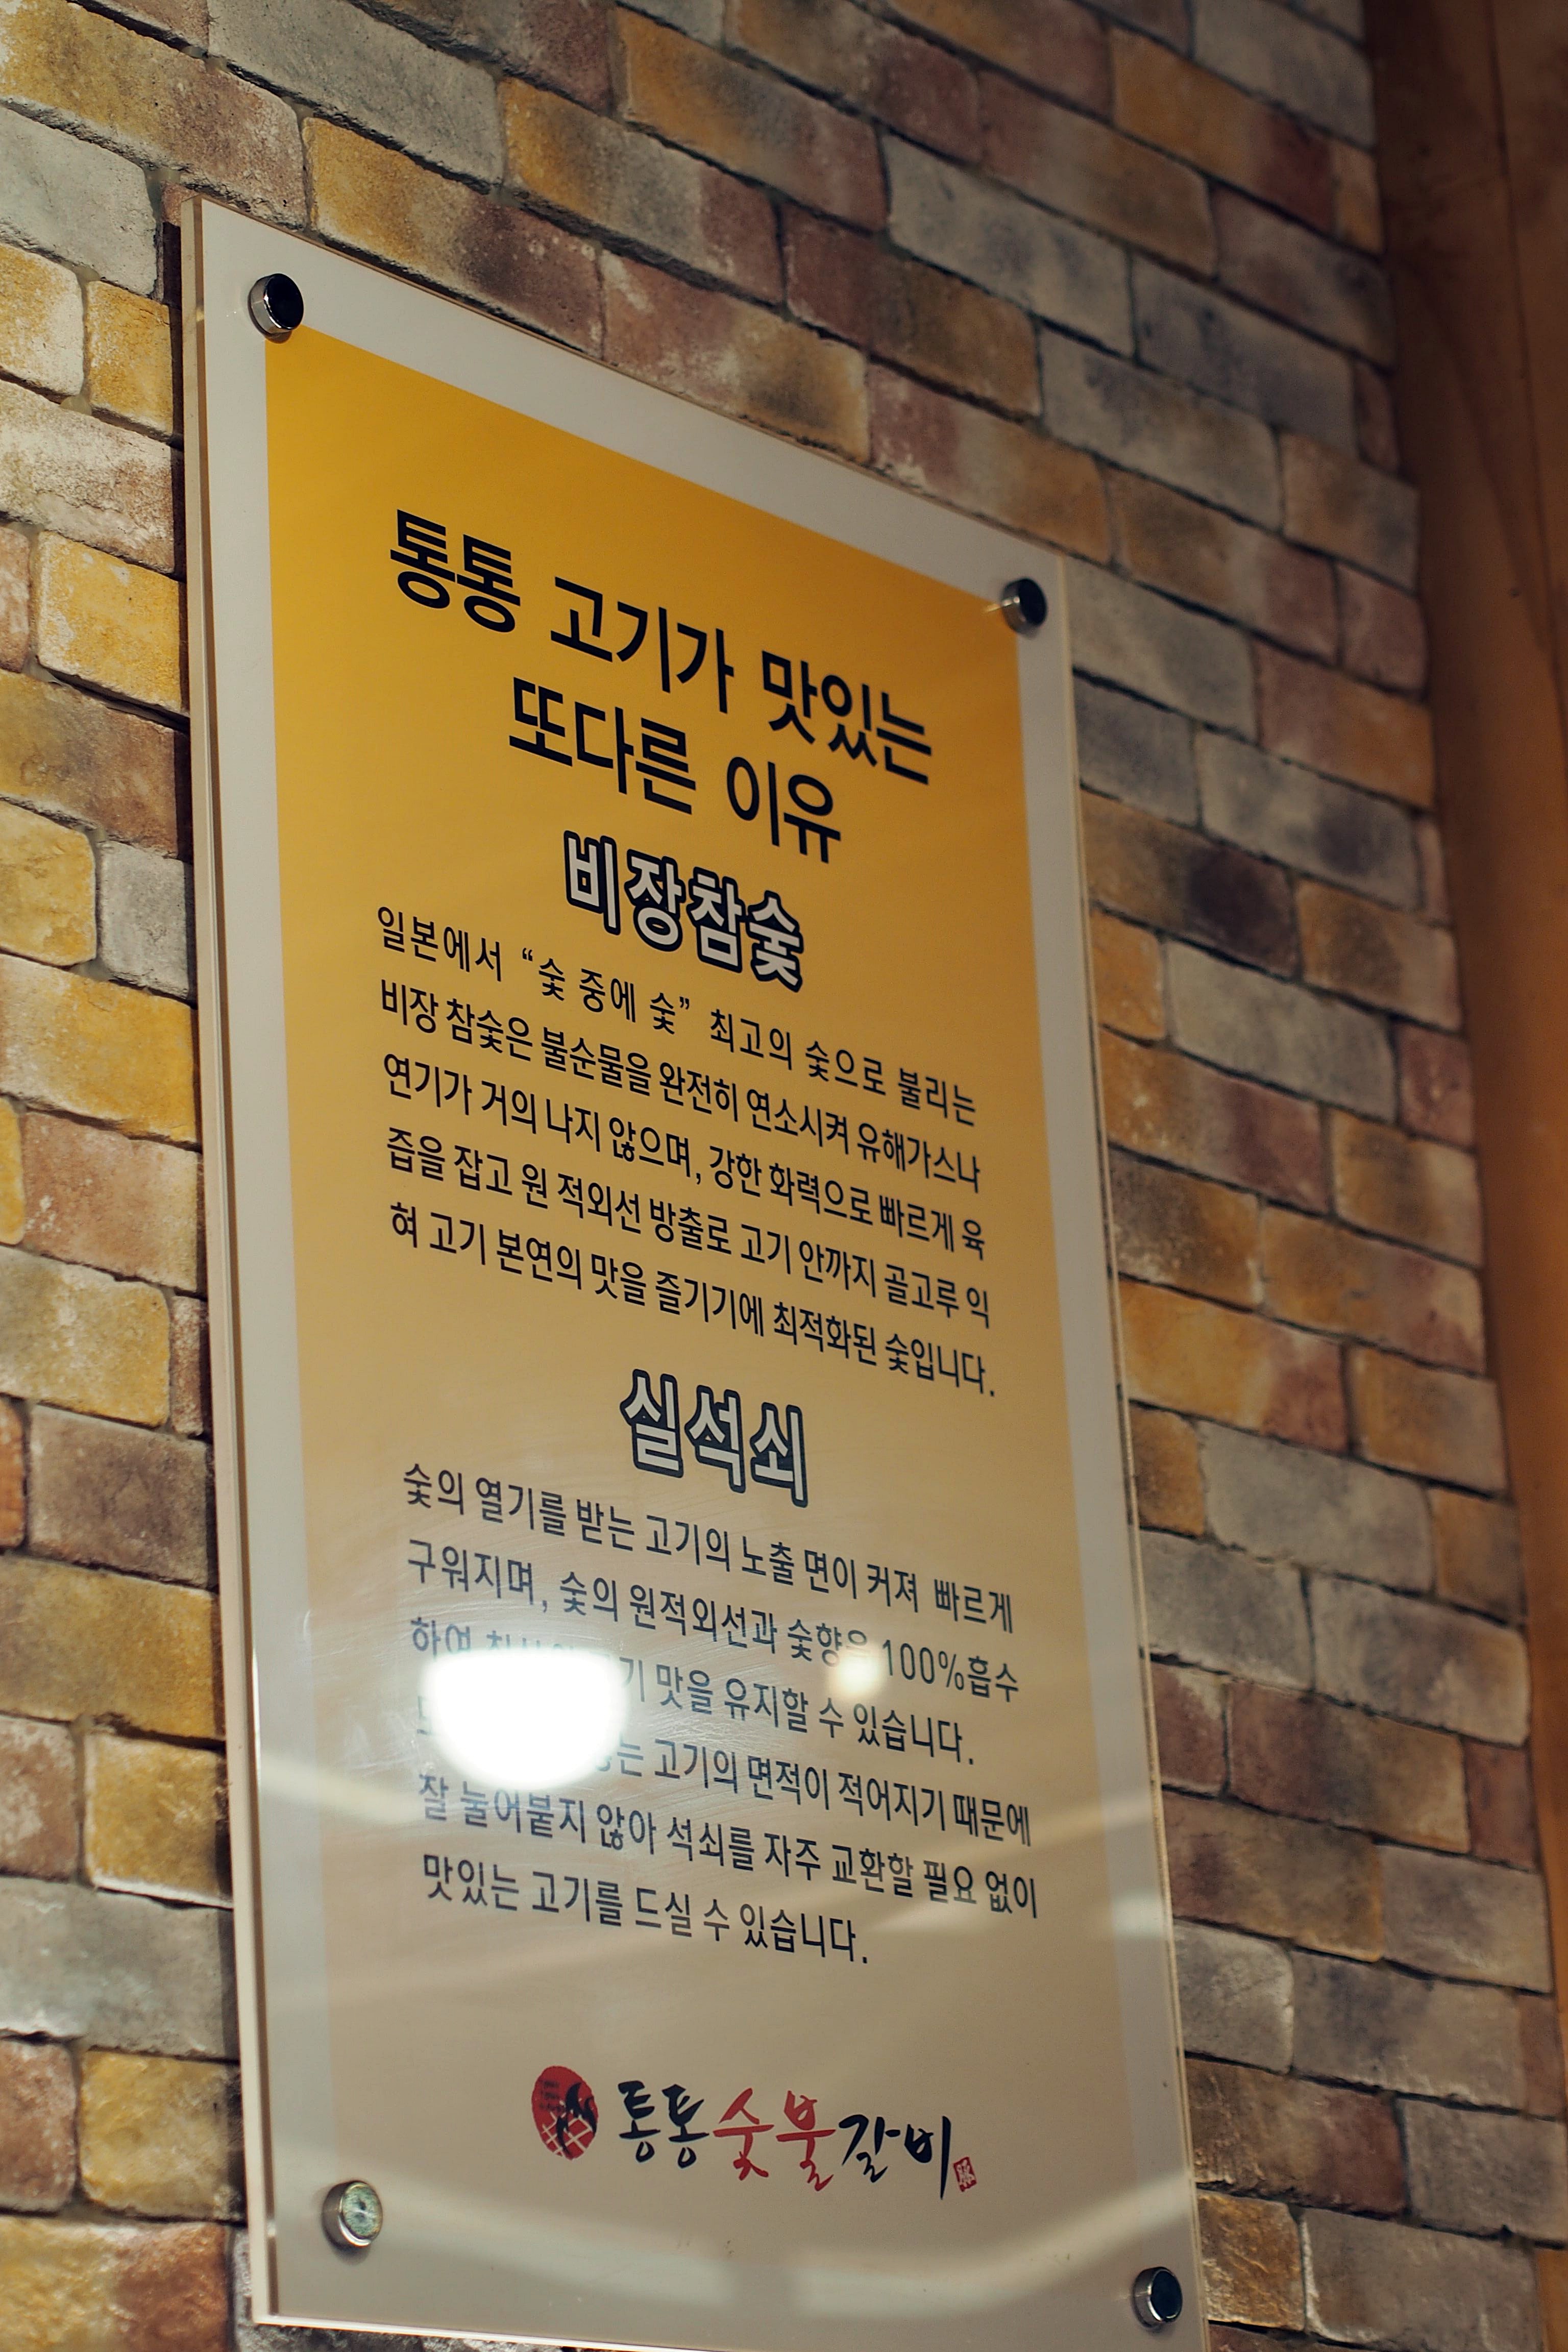 통통 고기가 맛있는
또다른 이유
비장참숯
일본에서 “숯 중에 숯” 최고의 숯으로 불리는
비장 참숯은 불순물을 완전히 연소시켜 유해가스나
연기가 거의 나지 않으며, 강한 화력으로 빠르게 육
즙을 잡고 원 적외선 방출로 고기 안까지 골고루 익
혀 고기 본연의 맛을 즐기기에 최적화된 숯입니다.
실석쇠
숯의 열기를 받는 고기의 노출 면이 커져 빠르게
구워지며, 숯의 원적외선과 숯향을 100%흡수
하여 맛을 유지할 수 있습니다.
고기의 면적이 적어지기 때문에
잘 눌어붙지 않아 석쇠를 자주 교환할 필요 없이
맛있는 고기를 드실 수 있습니다.
통통숯불갈비